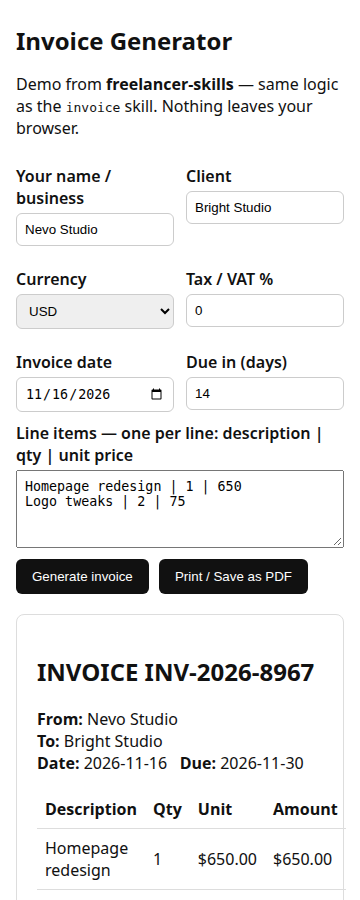 Invoice Generator
Demo from freelancer-skills — same logic
as the invoice skill. Nothing leaves your
browser.
Your name /
business
Client
Nevo Studio
Bright Studio
Currency
Tax / VAT %
USD
0
Invoice date
Due in (days)
11/16/2026
14
Line items — one per line: description |
qty | unit price
Homepage redesign | 1 | 650
Logo tweaks | 2 | 75
Generate invoice
Print / Save as PDF
INVOICE INV-2026-8967
From: Nevo Studio
To: Bright Studio
Date: 2026-11-16 Due: 2026-11-30
Description Qty Unit Amount
Homepage
redesign
1 $650.00 $650.00